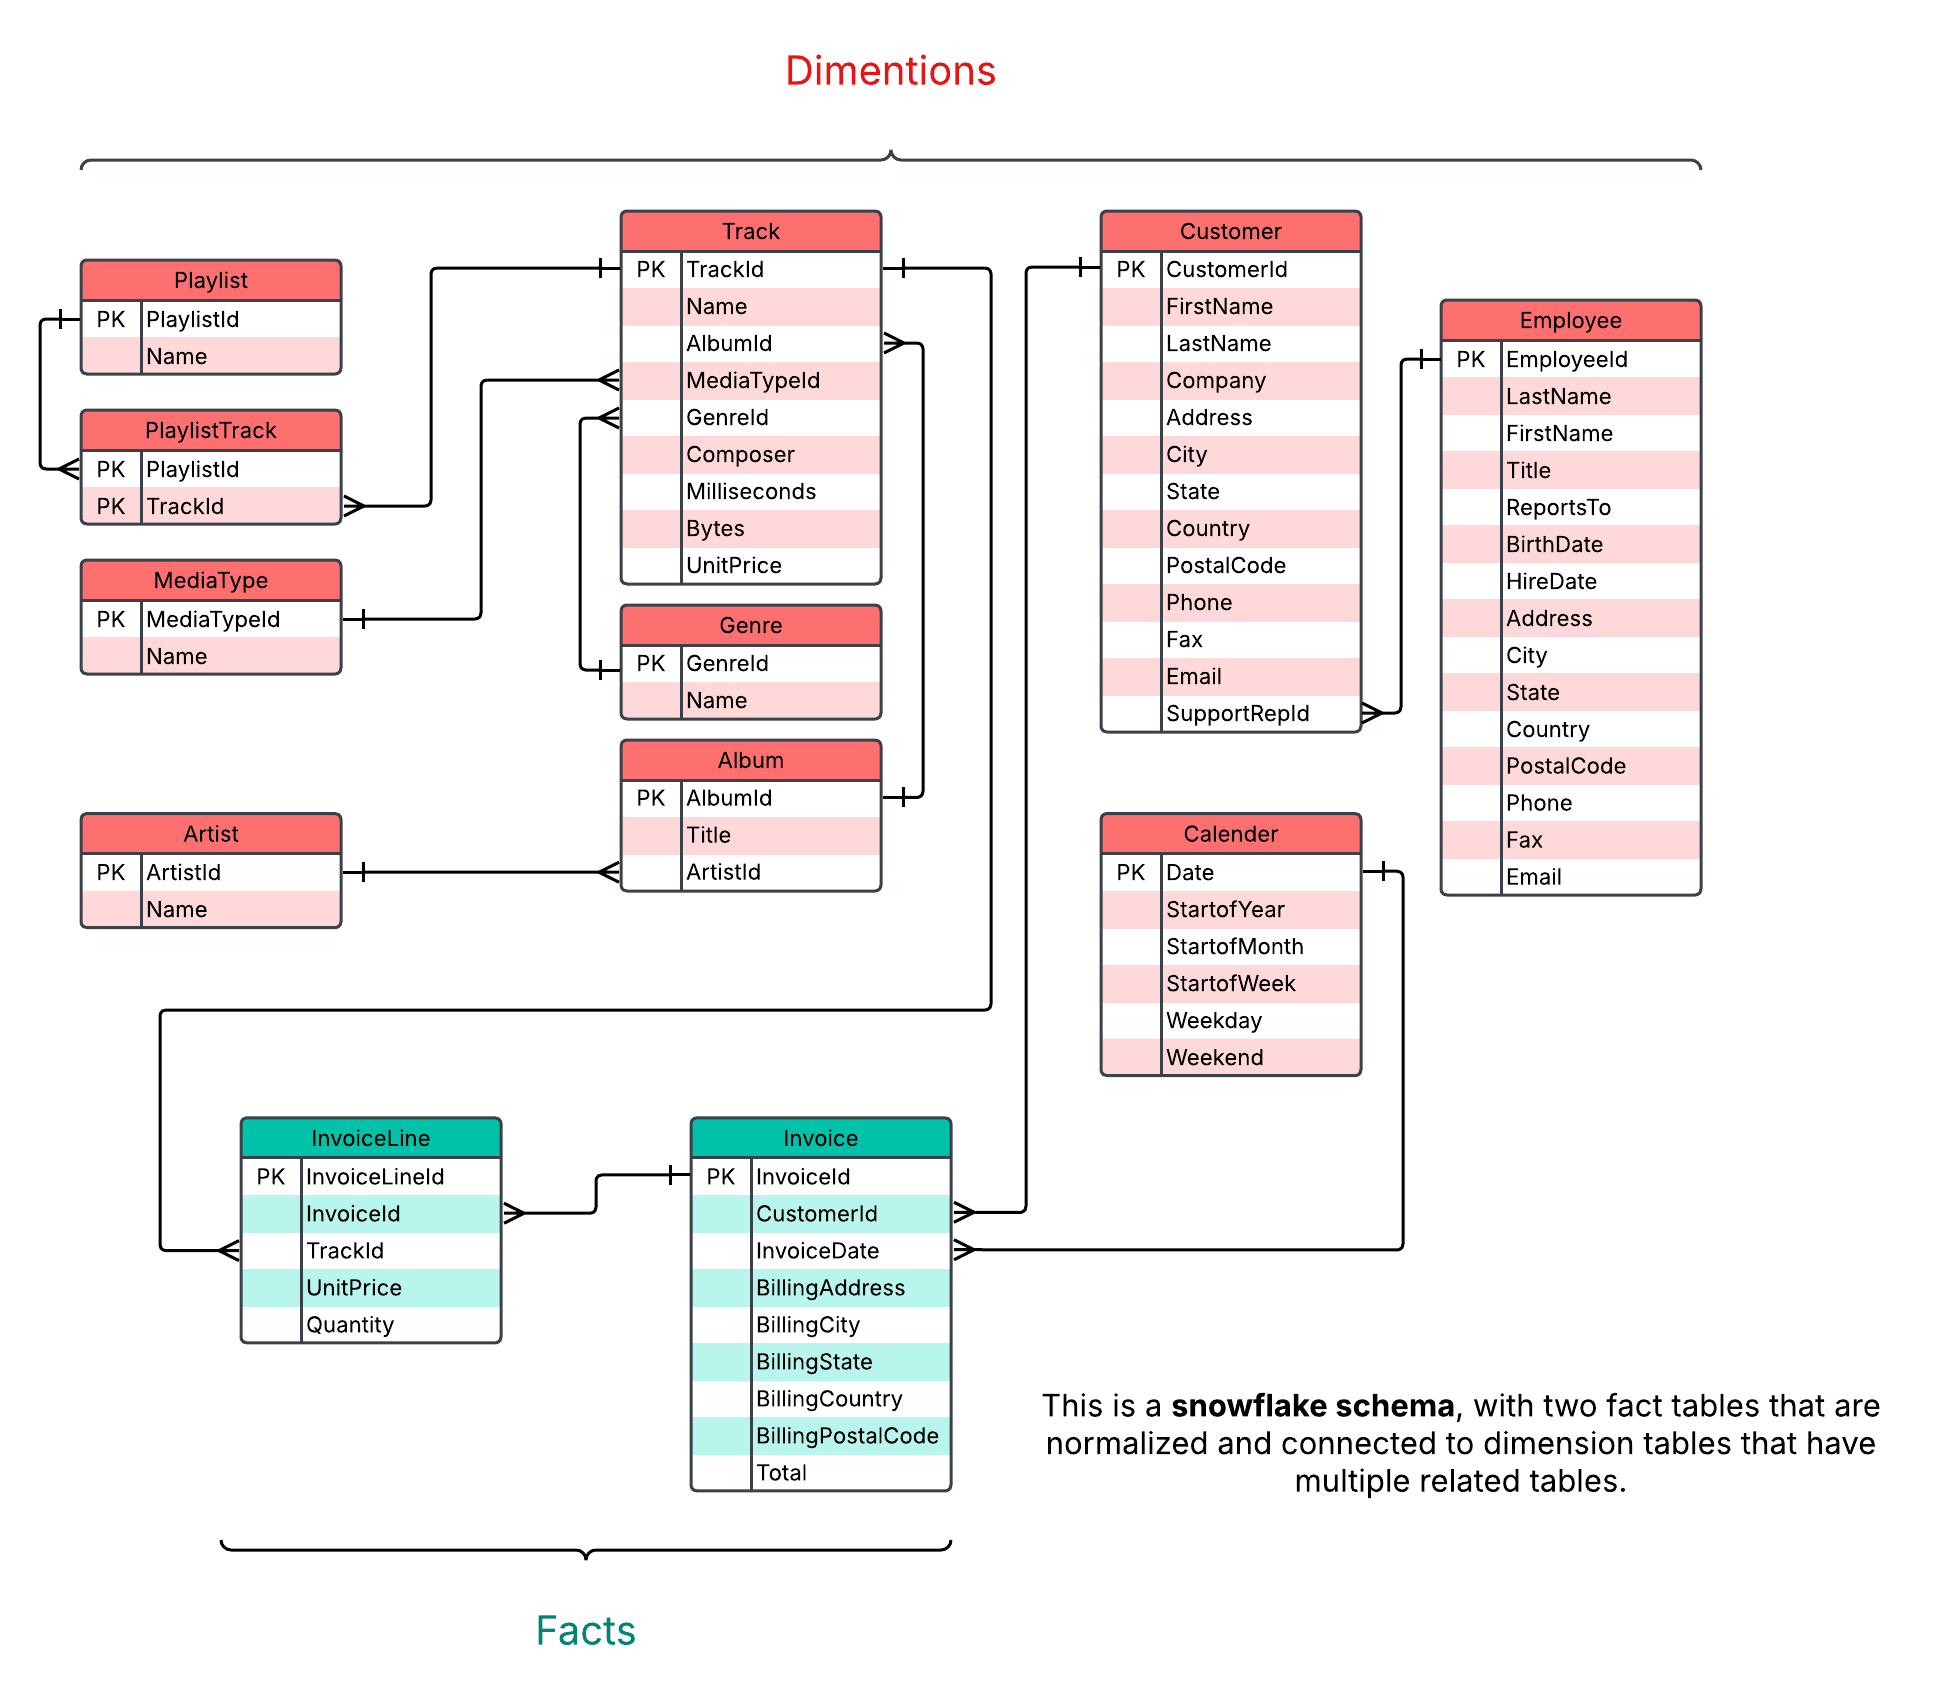 Dimentions
Playlist
PK PlaylistId
Name
PlaylistTrack
PK PlaylistId
PK TrackId
MediaType
PK MediaTypeId
Name
Artist
PK ArtistId
Name
Track
PK TrackId
Name
AlbumId
MediaTypeId
GenreId
Composer
Milliseconds
Bytes
UnitPrice
Genre
PK GenreId
Name
Album
PK AlbumId
Title
ArtistId
Customer
PK CustomerId
FirstName
LastName
Company
Address
City
State
Country
PostalCode
Phone
Fax
Email
SupportRepId
Employee
PK EmployeeId
LastName
FirstName
Title
ReportsTo
BirthDate
HireDate
Address
City
State
Country
PostalCode
Phone
Fax
Email
Calender
PK Date
StartofYear
StartofMonth
StartofWeek
Weekday
Weekend
InvoiceLine
PK InvoiceLineId
InvoiceId
TrackId
UnitPrice
Quantity
Invoice
PK InvoiceId
CustomerId
InvoiceDate
BillingAddress
BillingCity
BillingState
BillingCountry
BillingPostalCode
Total
This is a snowflake schema, with two fact tables that are
normalized and connected to dimension tables that have
multiple related tables.
Facts